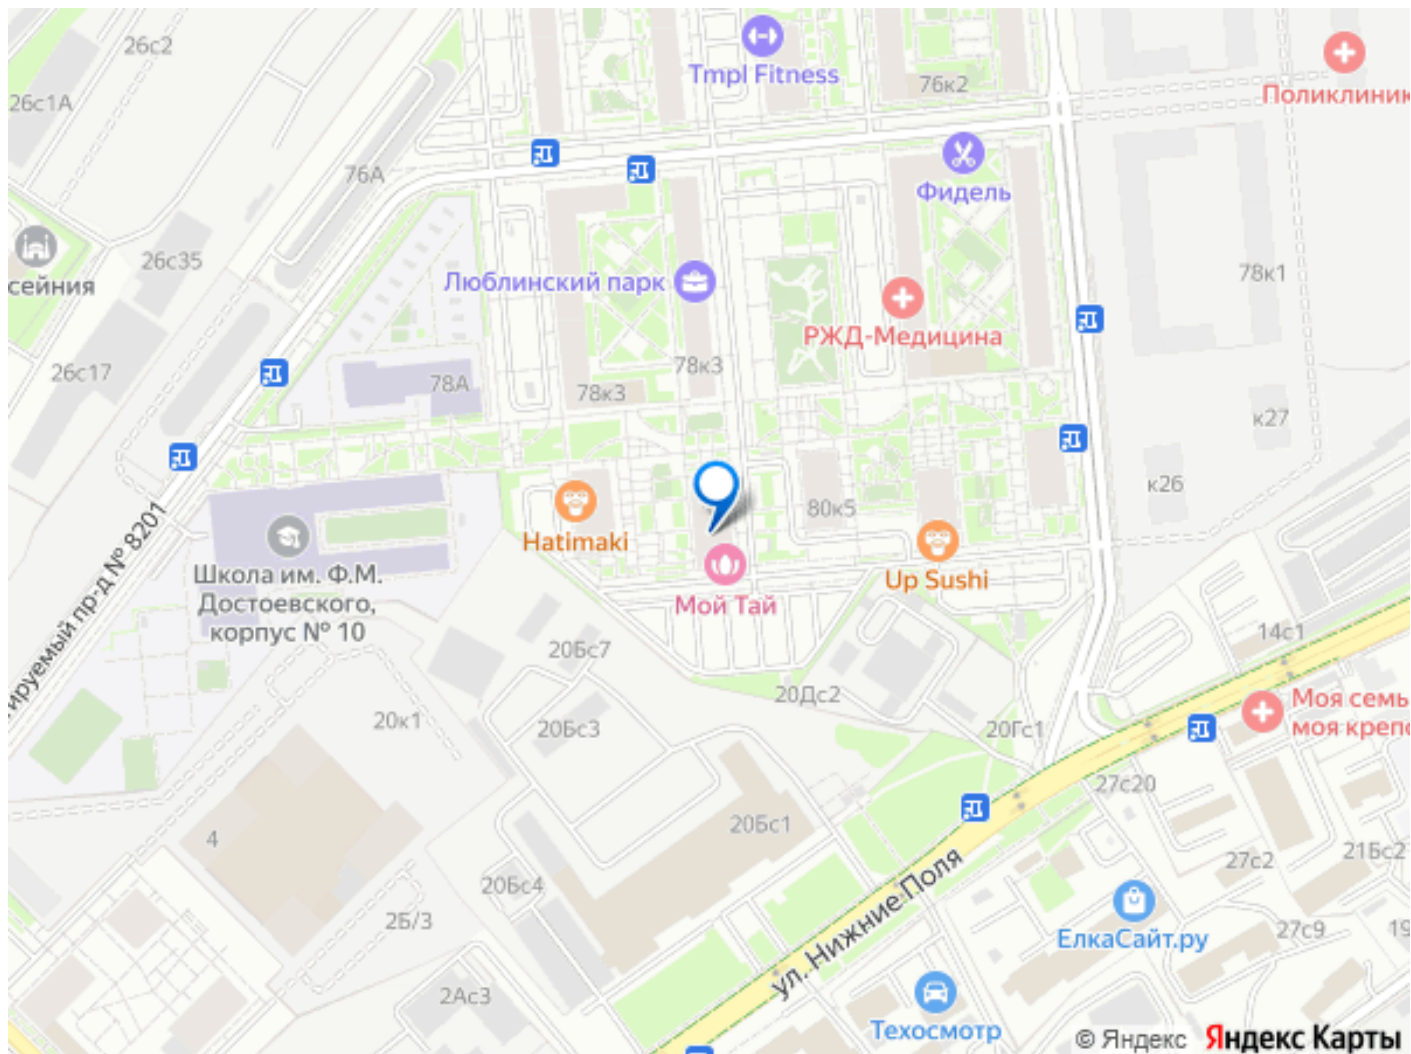 26с2
Tmpl Fitness
76к2
26с1А
Поликлиник
76А
Фидель
26с35
сейния
Люблинский парк
78к1
РЖД-Медицина
26с17
78А
78к3
78к3
к27
к26
80к5
Hatimaki
Up Sushi
Школа им. Ф.М.
Достоевского,
корпус № 10
Мой Тай
ируемый пр-д № 8201
20Бс7
14с1
20Дс2
20к1
20Бс3
20Гс1
Моя семь
моя крепо
27с20
4
20Бс1
21Бс2
27с2
20Бс4
2Б/3
ул. Нижние Поля
ЕлкаСайт.ру
27с9
19
2Ас3
Техосмотр
© Яндекс Яндекс Карты